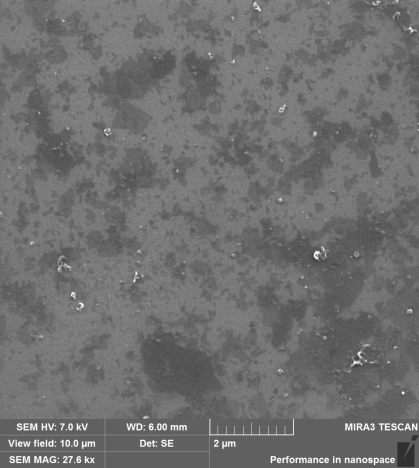 SEM HV: 7.0 kV WD: 6.00 mm MIRA3 TESCAN
View field: 10.0 µm Det: SE 2 µm
SEM MAG: 27.6 kx Performance in nanospace